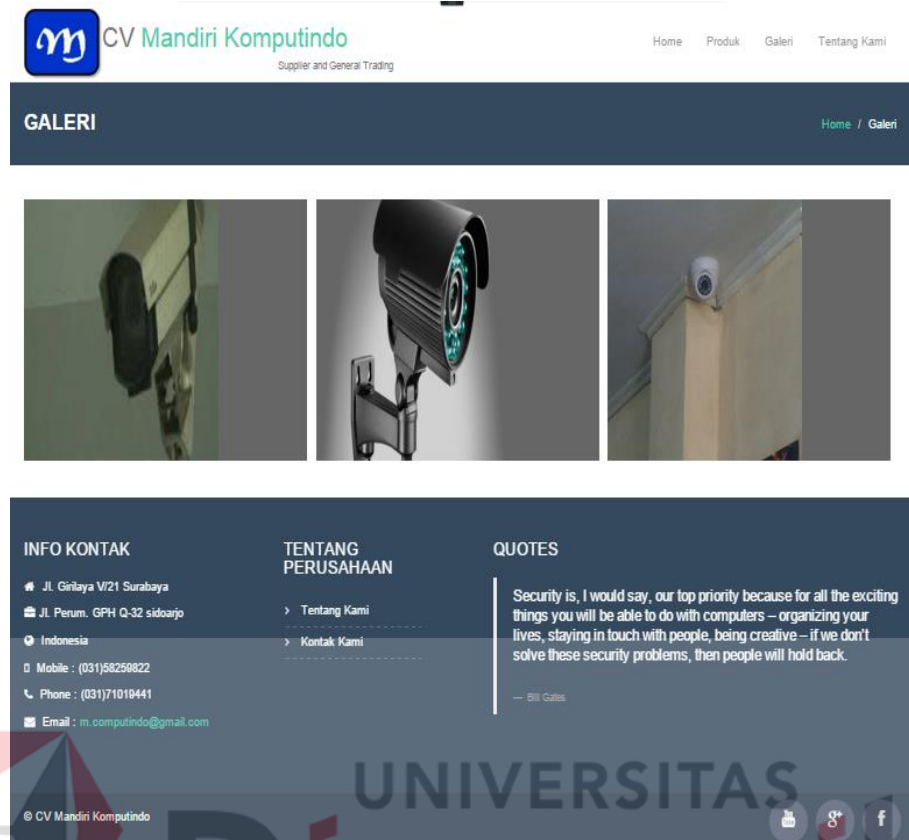 m
CV Mandiri Komputindo
Supplier and General Trading
Home Produk Galeri Tentang Kami
GALERI
Home / Galeri
INFO KONTAK
Jl. Girilaya V/21 Surabaya
Jl. Perum. GPH Q-32 sidoarjo
Indonesia
Mobile : (031)58259822
Phone : (031)71019441
Email : m.computindo@gmail.com
TENTANG
PERUSAHAAN
> Tentang Kami
> Kontak Kami
QUOTES
Security is, I would say, our top priority because for all the exciting
things you will be able to do with computers – organizing your
lives, staying in touch with people, being creative – if we don't
solve these security problems, then people will hold back.
— Bill Gates
UNIVERSITAS
© CV Mandiri Komputindo